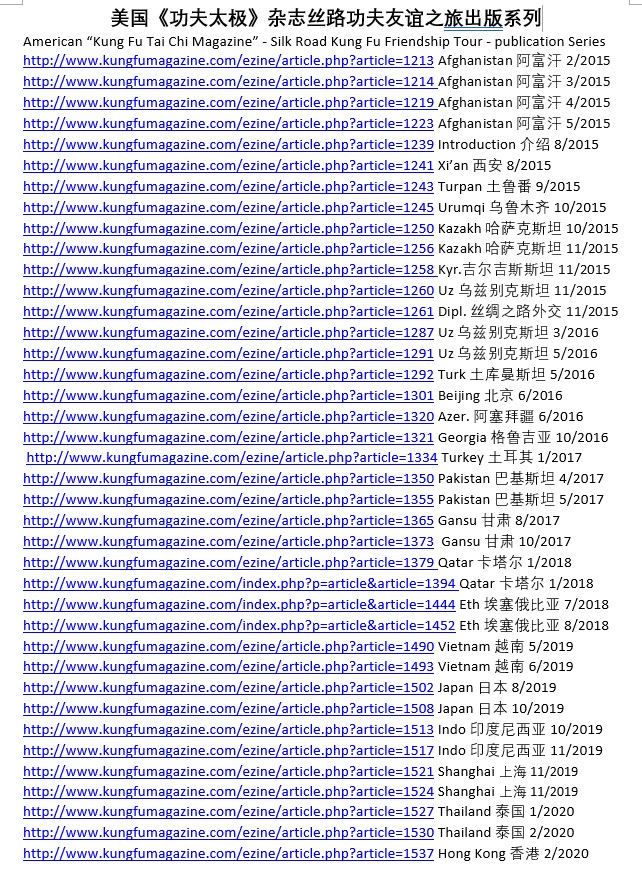 美国《功夫太极》杂志丝路功夫友谊之旅出版系列
American “Kung Fu Tai Chi Magazine” - Silk Road Kung Fu Friendship Tour - publication Series
http://www.kungfumagazine.com/ezine/article.php?article=1213 Afghanistan 阿富汗 2/2015
http://www.kungfumagazine.com/ezine/article.php?article=1214 Afghanistan 阿富汗 3/2015
http://www.kungfumagazine.com/ezine/article.php?article=1219 Afghanistan 阿富汗 4/2015
http://www.kungfumagazine.com/ezine/article.php?article=1223 Afghanistan 阿富汗 5/2015
http://www.kungfumagazine.com/ezine/article.php?article=1239 Introduction 介绍 8/2015
http://www.kungfumagazine.com/ezine/article.php?article=1241 Xi’an 西安 8/2015
http://www.kungfumagazine.com/ezine/article.php?article=1243 Turpan 土鲁番 9/2015
http://www.kungfumagazine.com/ezine/article.php?article=1245 Urumqi 乌鲁木齐 10/2015
http://www.kungfumagazine.com/ezine/article.php?article=1250 Kazakh 哈萨克斯坦 10/2015
http://www.kungfumagazine.com/ezine/article.php?article=1256 Kazakh 哈萨克斯坦 11/2015
http://www.kungfumagazine.com/ezine/article.php?article=1258 Kyr.吉尔吉斯斯坦 11/2015
http://www.kungfumagazine.com/ezine/article.php?article=1260 Uz 乌兹别克斯坦 11/2015
http://www.kungfumagazine.com/ezine/article.php?article=1261 Dipl. 丝绸之路外交 11/2015
http://www.kungfumagazine.com/ezine/article.php?article=1287 Uz 乌兹别克斯坦 3/2016
http://www.kungfumagazine.com/ezine/article.php?article=1291 Uz 乌兹别克斯坦 5/2016
http://www.kungfumagazine.com/ezine/article.php?article=1292 Turk 土库曼斯坦 5/2016
http://www.kungfumagazine.com/ezine/article.php?article=1301 Beijing 北京 6/2016
http://www.kungfumagazine.com/ezine/article.php?article=1320 Azer. 阿塞拜疆 6/2016
http://www.kungfumagazine.com/ezine/article.php?article=1321 Georgia 格鲁吉亚 10/2016
http://www.kungfumagazine.com/ezine/article.php?article=1334 Turkey 土耳其 1/2017
http://www.kungfumagazine.com/ezine/article.php?article=1350 Pakistan 巴基斯坦 4/2017
http://www.kungfumagazine.com/ezine/article.php?article=1355 Pakistan 巴基斯坦 5/2017
http://www.kungfumagazine.com/ezine/article.php?article=1365 Gansu 甘肃 8/2017
http://www.kungfumagazine.com/ezine/article.php?article=1373 Gansu 甘肃 10/2017
http://www.kungfumagazine.com/ezine/article.php?article=1379 Qatar 卡塔尔 1/2018
http://www.kungfumagazine.com/index.php?p=article&article=1394 Qatar 卡塔尔 1/2018
http://www.kungfumagazine.com/index.php?p=article&article=1444 Eth 埃塞俄比亚 7/2018
http://www.kungfumagazine.com/index.php?p=article&article=1452 Eth 埃塞俄比亚 8/2018
http://www.kungfumagazine.com/ezine/article.php?article=1490 Vietnam 越南 5/2019
http://www.kungfumagazine.com/ezine/article.php?article=1493 Vietnam 越南 6/2019
http://www.kungfumagazine.com/ezine/article.php?article=1502 Japan 日本 8/2019
http://www.kungfumagazine.com/ezine/article.php?article=1508 Japan 日本 10/2019
http://www.kungfumagazine.com/ezine/article.php?article=1513 Indo 印度尼西亚 10/2019
http://www.kungfumagazine.com/ezine/article.php?article=1517 Indo 印度尼西亚 11/2019
http://www.kungfumagazine.com/ezine/article.php?article=1521 Shanghai 上海 11/2019
http://www.kungfumagazine.com/ezine/article.php?article=1524 Shanghai 上海 11/2019
http://www.kungfumagazine.com/ezine/article.php?article=1527 Thailand 泰国 1/2020
http://www.kungfumagazine.com/ezine/article.php?article=1530 Thailand 泰国 2/2020
http://www.kungfumagazine.com/ezine/article.php?article=1537 Hong Kong 香港 2/2020